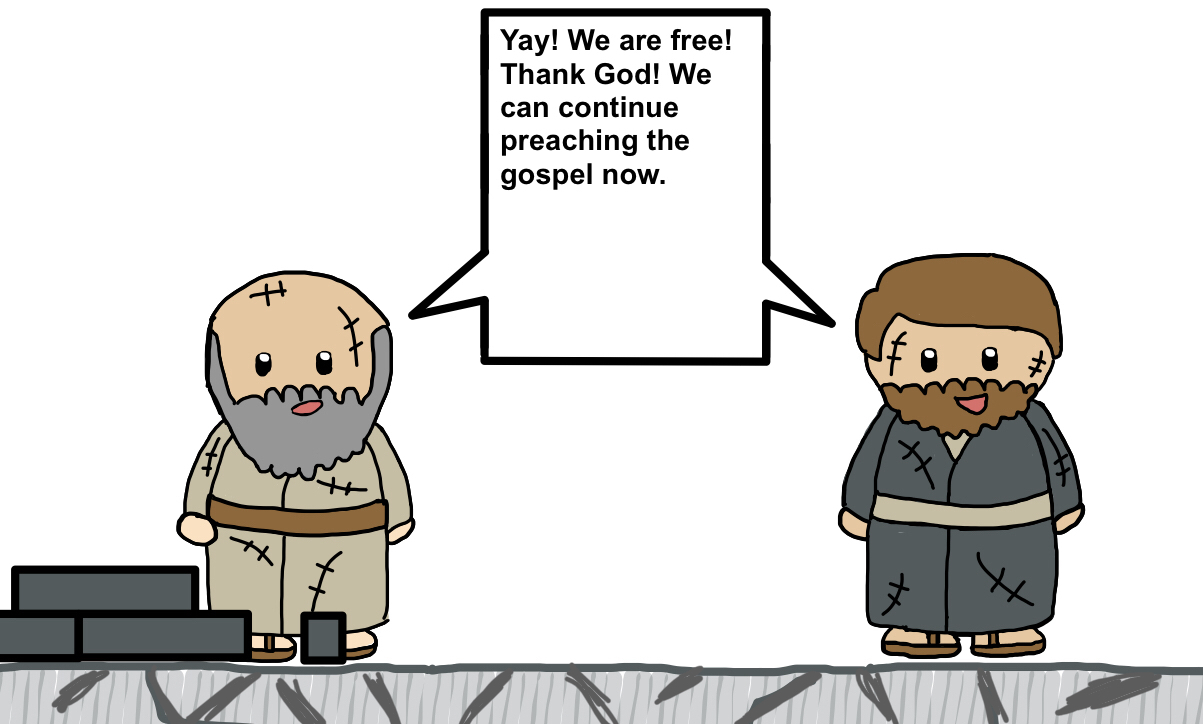 Yay! We are free!
Thank God! We
can continue
preaching the
gospel now.